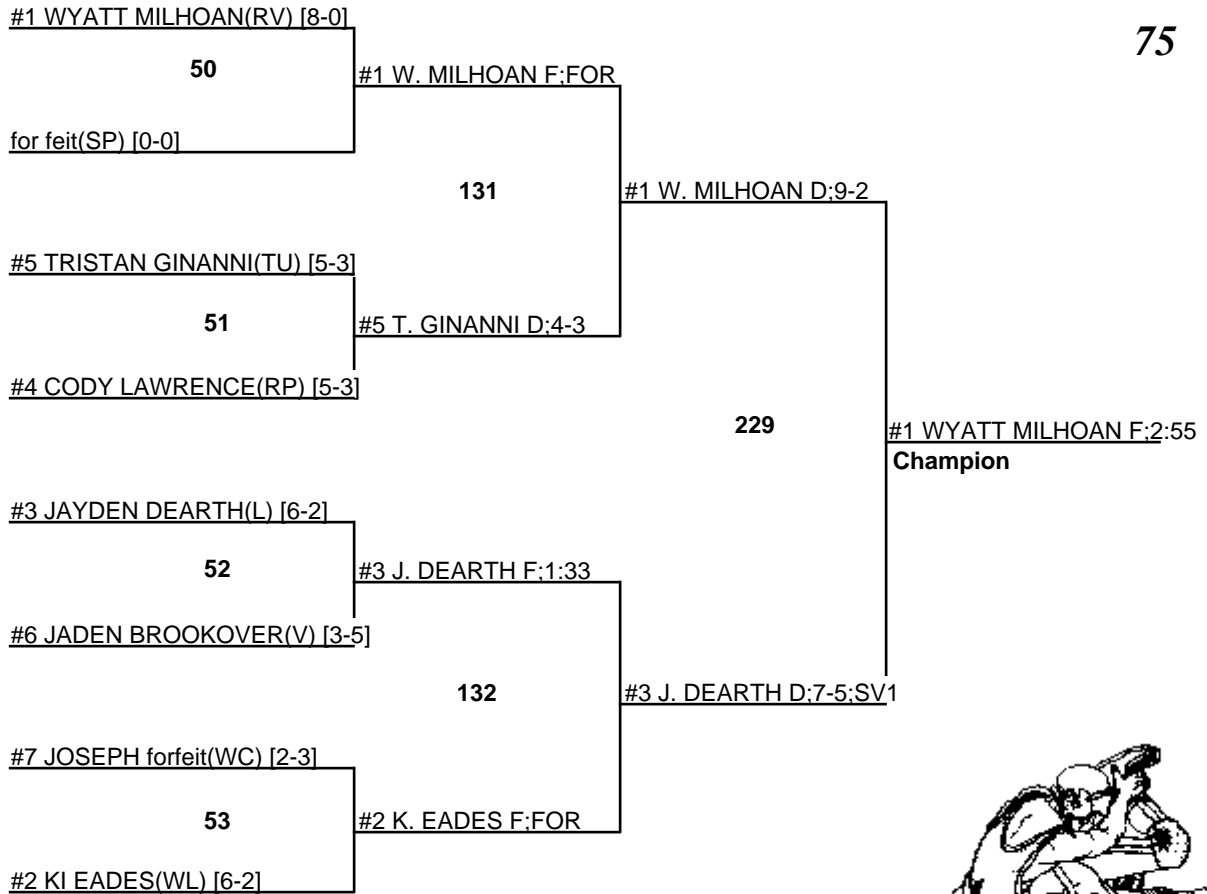 #1 WYATT MILHOAN(RV) [8-0]
75
50
#1 W. MILHOAN F;FOR
for feit(SP) [0-0]
131
#1 W. MILHOAN D;9-2
#5 TRISTAN GINANNI(TU) [5-3]
51
#5 T. GINANNI D;4-3
#4 CODY LAWRENCE(RP) [5-3]
229
#1 WYATT MILHOAN F;2:55
Champion
#3 JAYDEN DEARTH(L) [6-2]
52
#3 J. DEARTH F;1:33
#6 JADEN BROOKOVER(V) [3-5]
132
#3 J. DEARTH D;7-5;SV1
#7 JOSEPH forfeit(WC) [2-3]
53
#2 K. EADES F;FOR
#2 KI EADES(WL) [6-2]